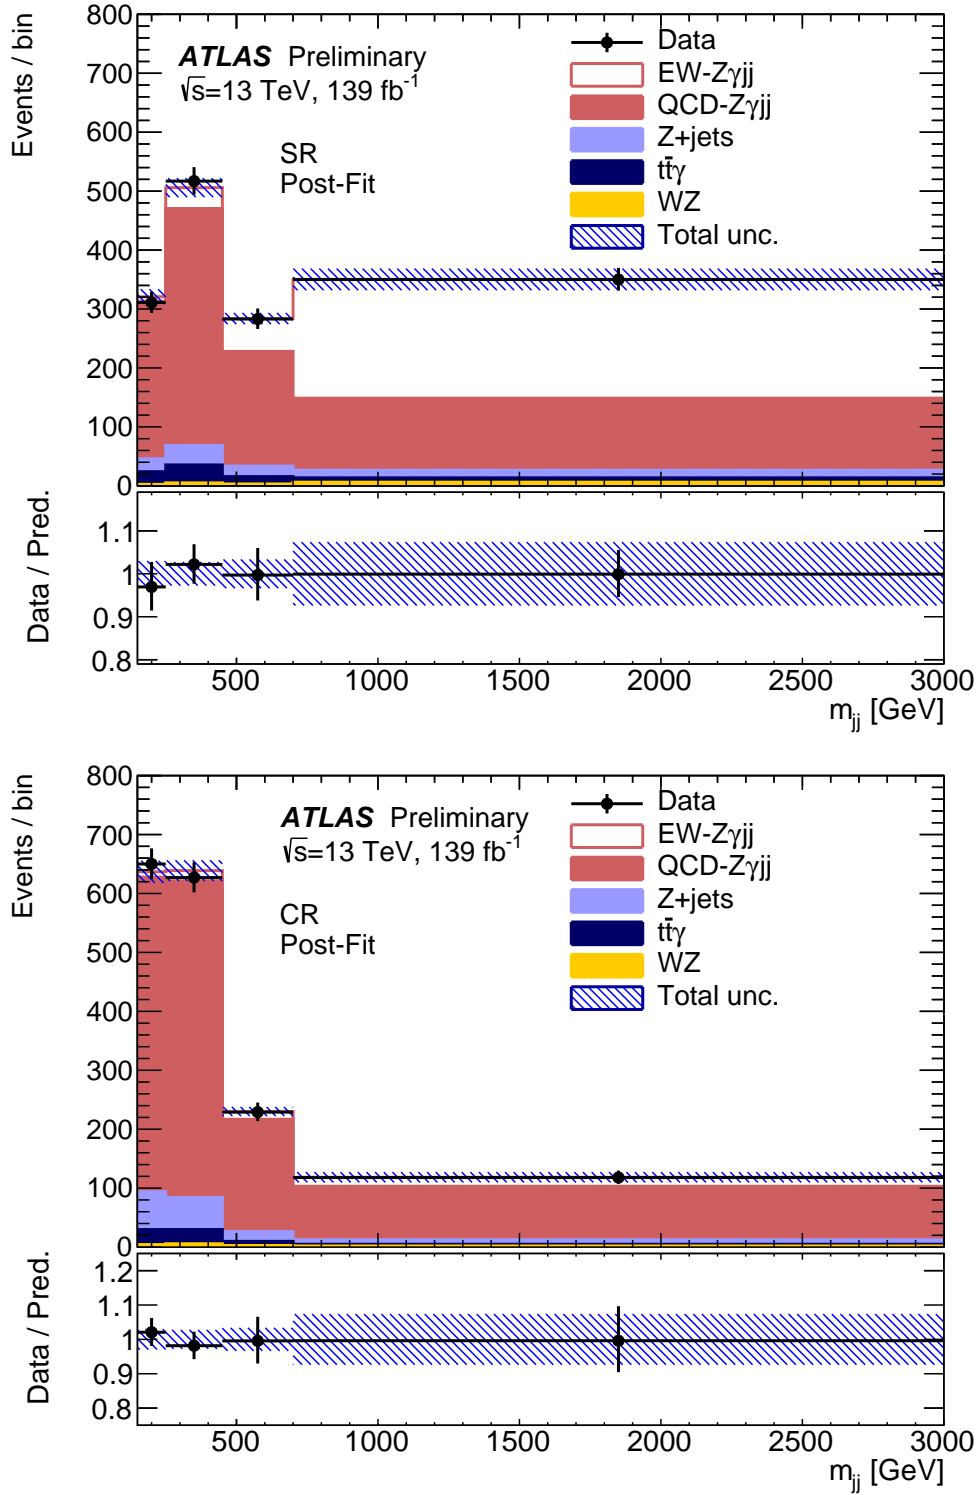 Events / bin
800
700
600
500
400
300
200
100
0
ATLAS Preliminary
√s=13 TeV, 139 fb⁻¹
SR
Post-Fit
Data
EW-Zγjj
QCD-Zγjj
Z+jets
tt̄γ
WZ
Total unc.
Data / Pred.
1.1
1
0.9
0.8
500 1000 1500 2000 2500 3000
m_jj [GeV]
Events / bin
800
700
600
500
400
300
200
100
0
ATLAS Preliminary
√s=13 TeV, 139 fb⁻¹
CR
Post-Fit
Data
EW-Zγjj
QCD-Zγjj
Z+jets
tt̄γ
WZ
Total unc.
Data / Pred.
1.2
1.1
1
0.9
0.8
500 1000 1500 2000 2500 3000
m_jj [GeV]